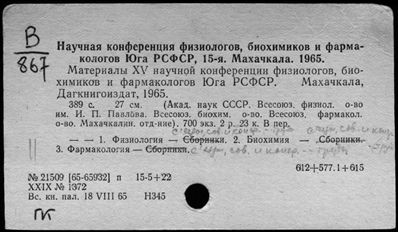 В
867
Научная конференция физиологов, биохимиков и фарма-
кологов Юга РСФСР, 15-я. Махачкала. 1965.
Материалы XV научной конференции физиологов, био-
химиков и фармакологов Юга РСФСР. Махачкала,
Дагкнигоиздат, 1965.
389 с. 27 см. (Акад. наук СССР. Всесоюз. физиол. о-во
им. И. П. Павлова. Всесоюз. биохим. о-во. Всесоюз. фармакол.
о-во. Махачкалин. отд-ние). 700 экз. 2 р. 23 к. В пер.
— — 1. Физиология — Сборники. 2. Биохимия — Сборники.
3. Фармакология — Сборники.
612+577.1+615
№ 21509 [65-65932] п 15-5+22
XXIX № 1372
Вс. кн. пал. 18 VIII 65 Н345